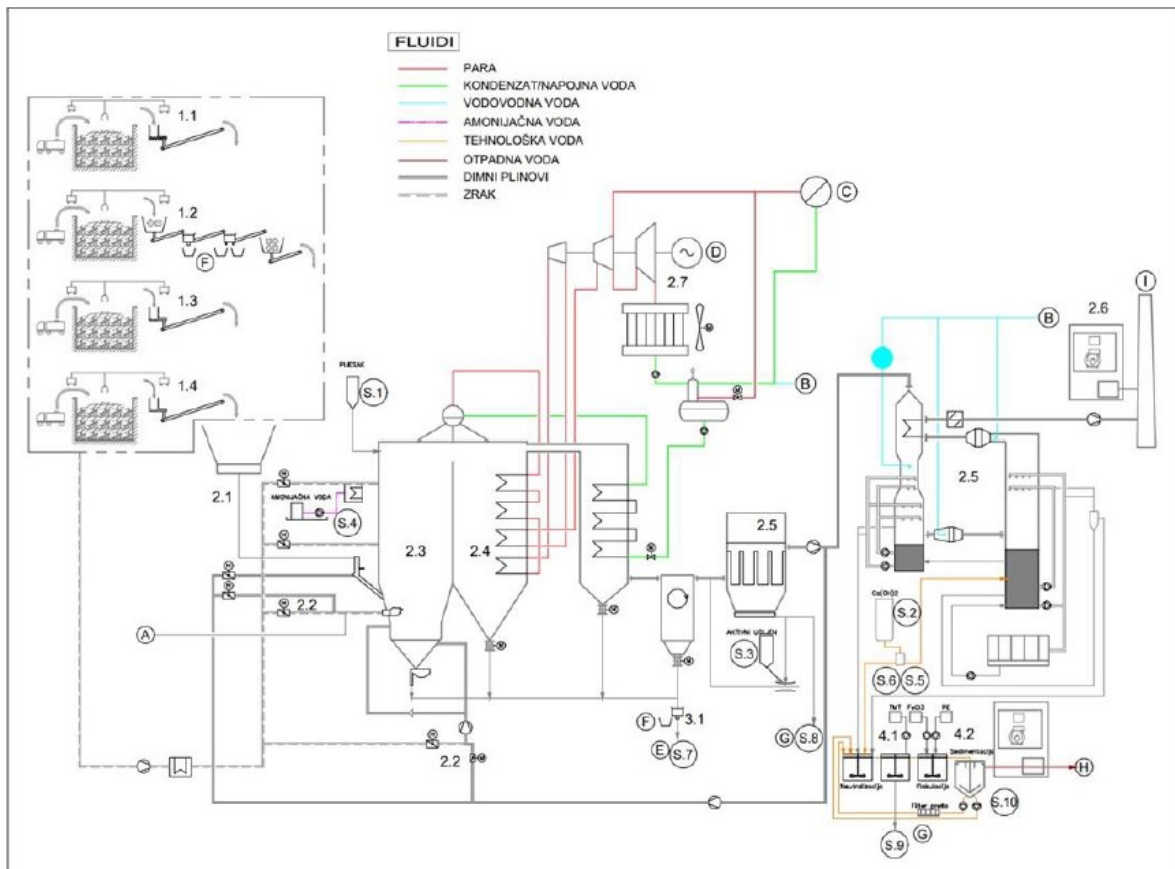 FLUIDI
PARA
KONDENZAT/NAPOJNA VODA
VODOVODNA VODA
AMONIJAČNA VODA
TEHNOLOŠKA VODA
OTPADNA VODA
DIMNI PLINOVI
ZRAK
1.1
1.2
F
1.3
1.4
C
D
2.7
B
I
2.6
B
PIJESAK
S.1
2.1
AMONIJAČNA VODA
S.4
2.3
2.4
2.5
2.5
2.2
A
Ca(OH)2
S.2
AKTIVNI UGLJEN
S.3
S.6
S.5
F
3.1
E
S.7
G
S.8
2.2
TMT
FeCl3
PE
4.1
4.2
Sedimentacija
H
Neutralizacija
Flokulacija
Filter preša
S.10
G
S.9
M